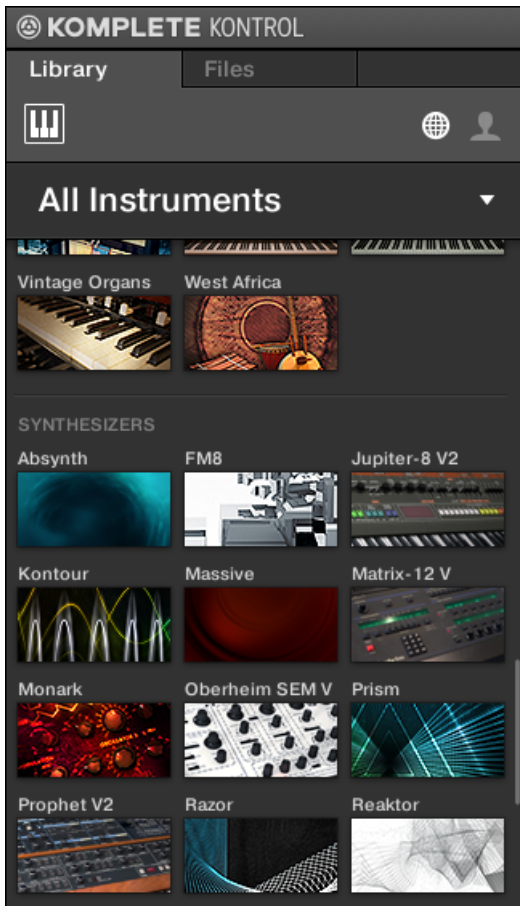 KOMPLETE KONTROL
Library Files
All Instruments
Vintage Organs West Africa
SYNTHESIZERS
Absynth FM8 Jupiter-8 V2
Kontour Massive Matrix-12 V
Monark Oberheim SEM V Prism
Prophet V2 Razor Reaktor